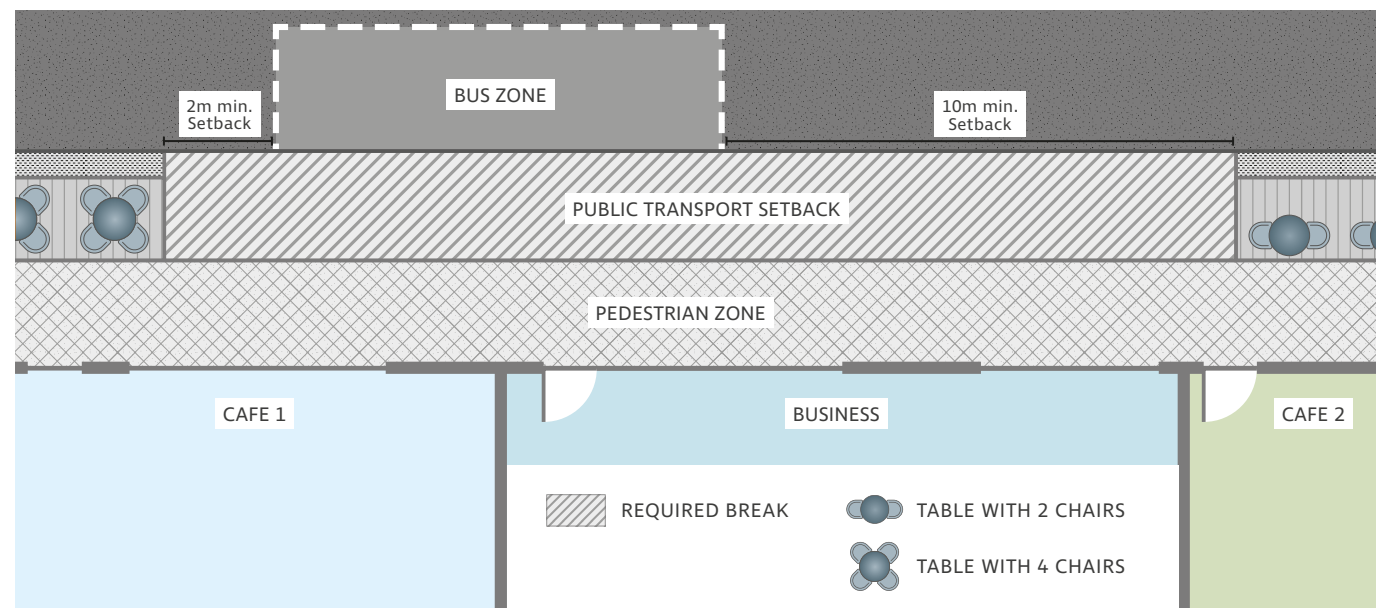 BUS ZONE
2m min.
Setback
10m min.
Setback
PUBLIC TRANSPORT SETBACK
PEDESTRIAN ZONE
CAFE 1
BUSINESS
CAFE 2
REQUIRED BREAK
TABLE WITH 2 CHAIRS
TABLE WITH 4 CHAIRS